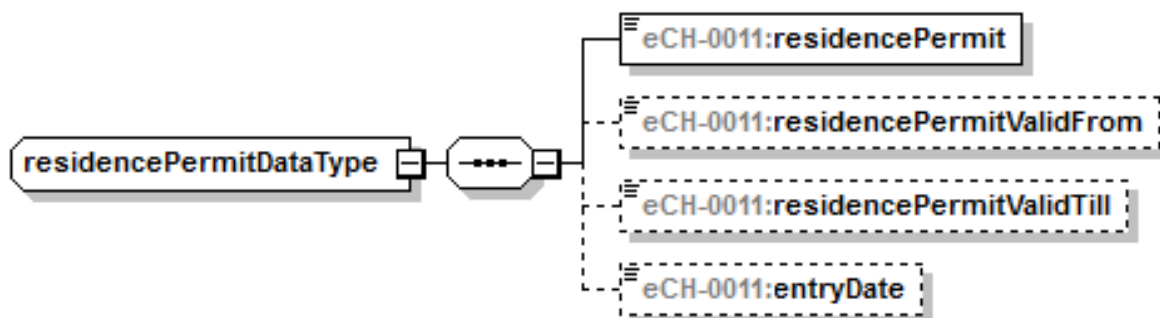 eCH-0011:residencePermit
eCH-0011:residencePermitValidFrom
residencePermitDataType
eCH-0011:residencePermitValidTill
eCH-0011:entryDate